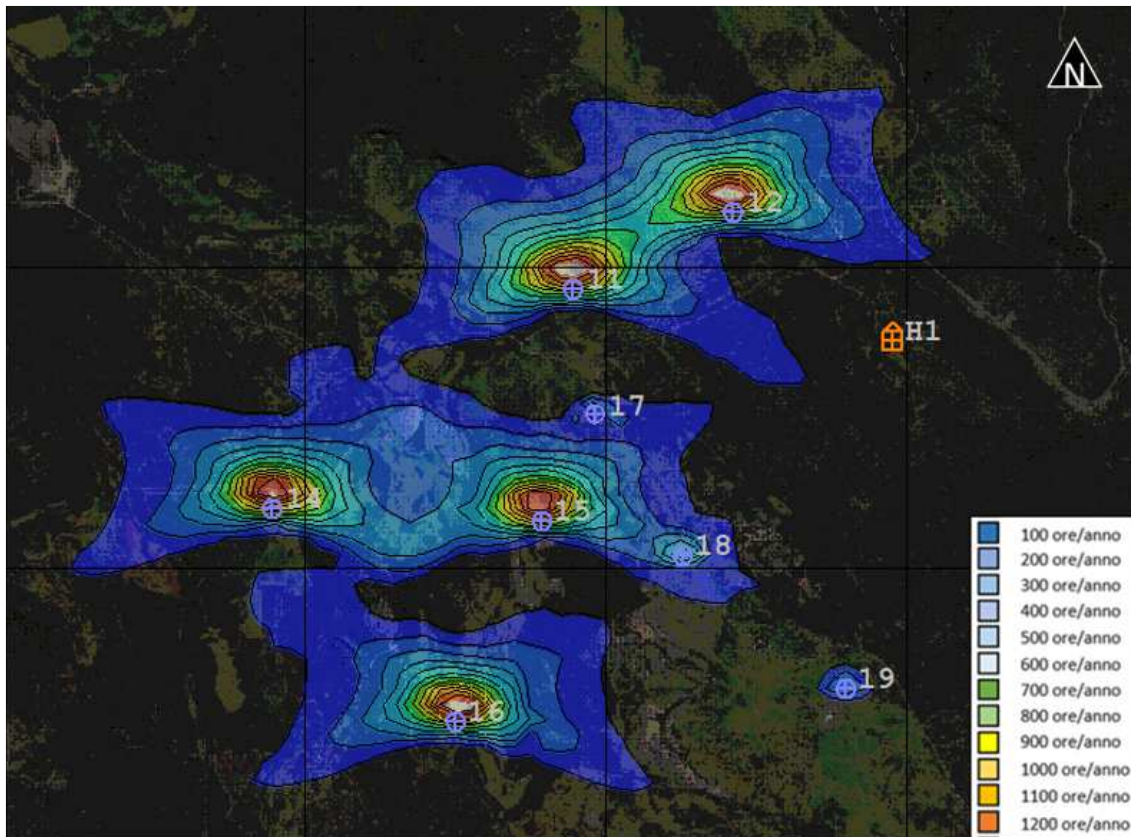 N
12
11
H1
17
14
15
18
19
16
100 ore/anno
200 ore/anno
300 ore/anno
400 ore/anno
500 ore/anno
600 ore/anno
700 ore/anno
800 ore/anno
900 ore/anno
1000 ore/anno
1100 ore/anno
1200 ore/anno